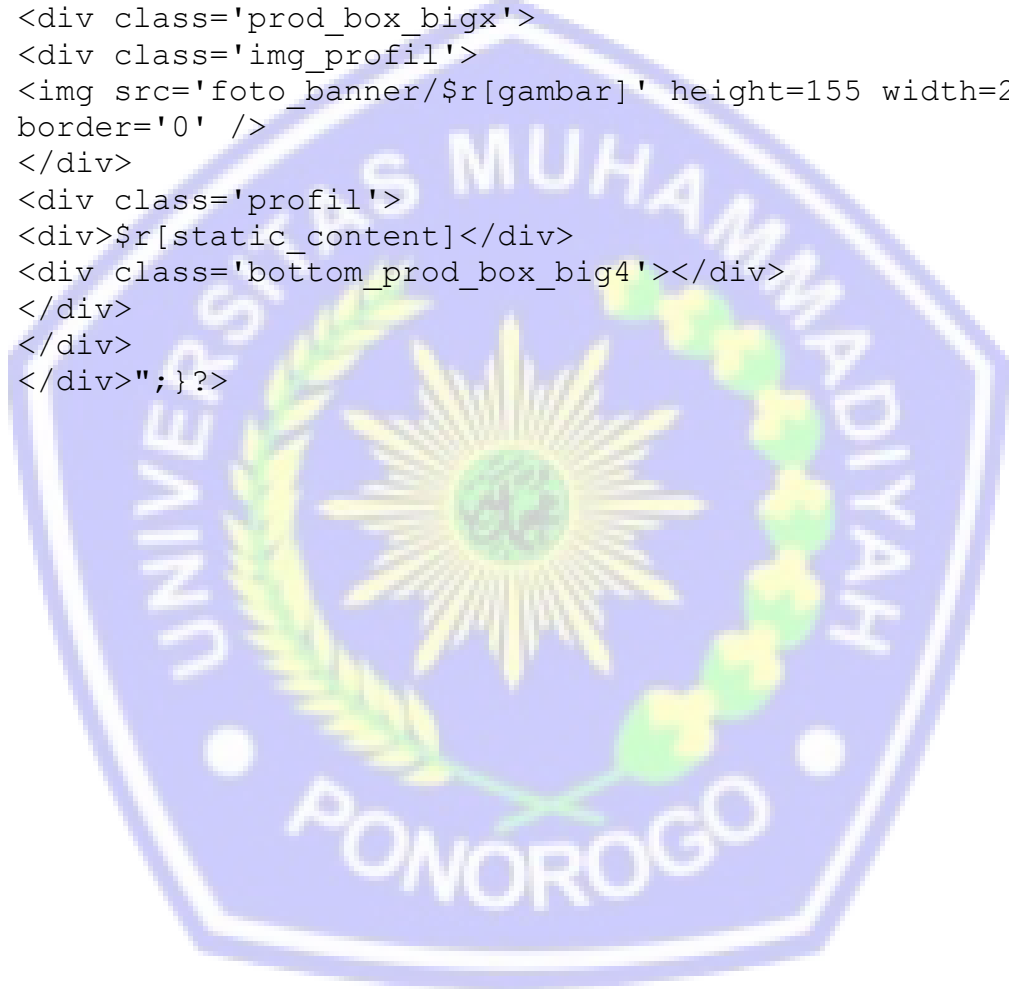 <div class='prod_box_bigx'>
<div class='img_profil'>
<img src='foto_banner/$r[gambar]' height=155 width=2
border='0' />
</div>
<div class='profil'>
<div>$r[static_content]</div>
<div class='bottom_prod_box_big4'></div>
</div>
</div>
</div>";}?>
UNIVERSITAS MUHAMMADIYAH
PONOROGO